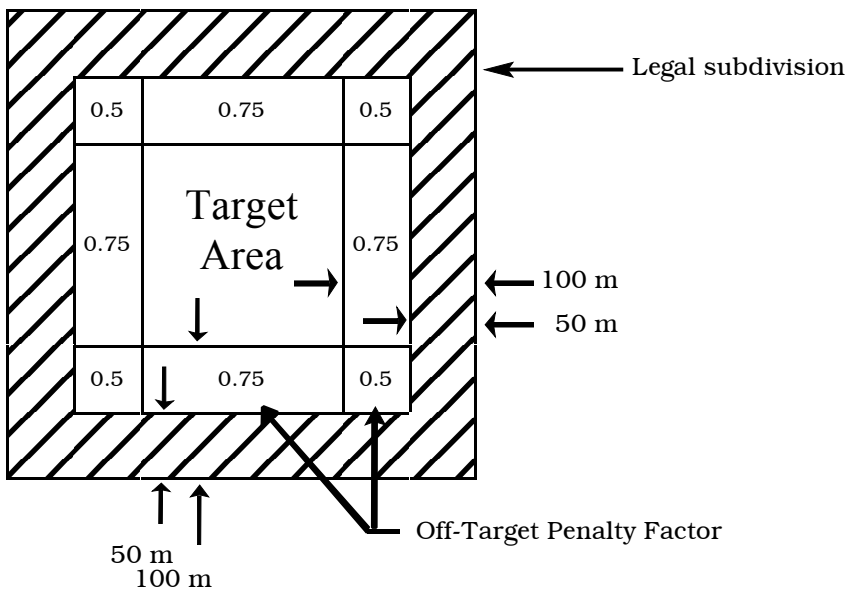 Legal subdivision
0.5 0.75 0.5
Target
Area
0.75 0.75
100 m
50 m
0.5 0.75 0.5
Off-Target Penalty Factor
50 m
100 m